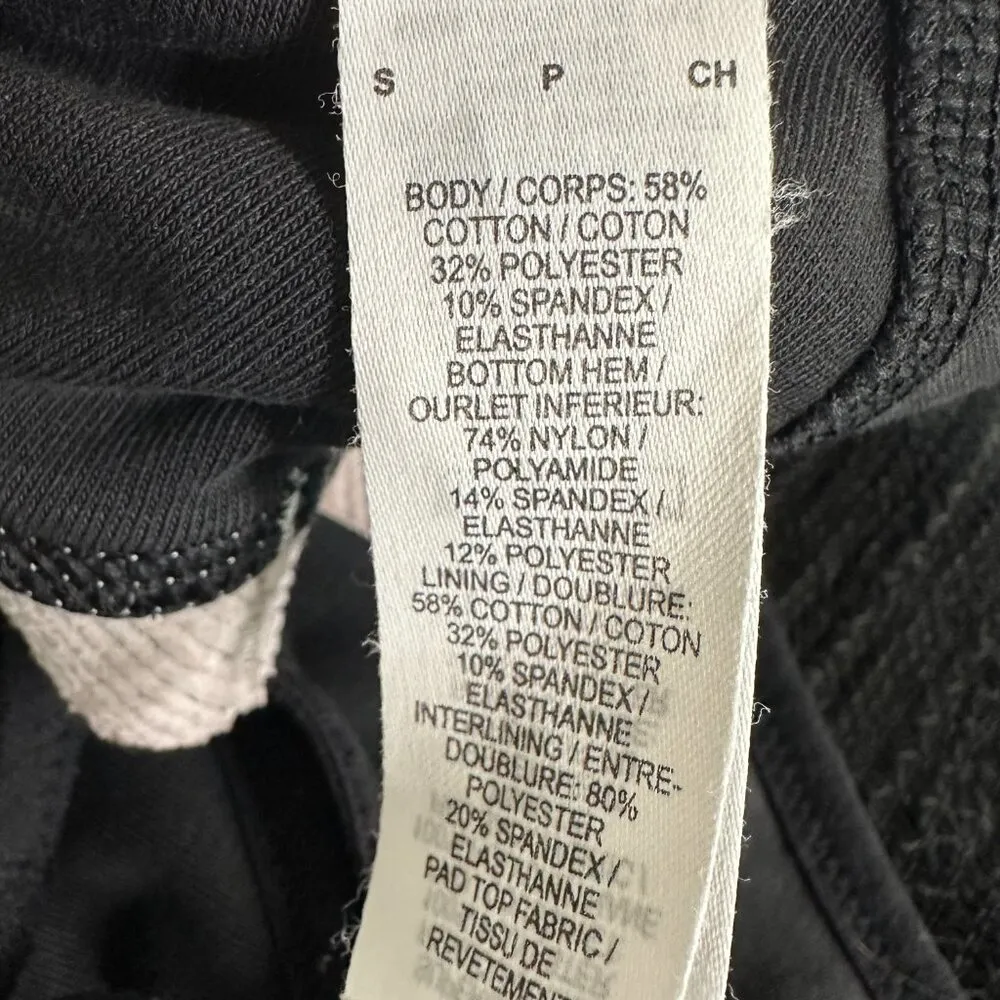 S P CH
BODY / CORPS: 58%
COTTON / COTON
32% POLYESTER
10% SPANDEX /
ELASTHANNE
BOTTOM HEM /
OURLET INFERIEUR:
74% NYLON /
POLYAMIDE
14% SPANDEX /
ELASTHANNE
12% POLYESTER
LINING / DOUBLURE:
58% COTTON / COTON
32% POLYESTER
10% SPANDEX /
ELASTHANNE
INTERLINING / ENTRE-
DOUBLURE: 80%
POLYESTER
20% SPANDEX /
ELASTHANNE
PAD TOP FABRIC /
TISSU DE
REVETEMENT